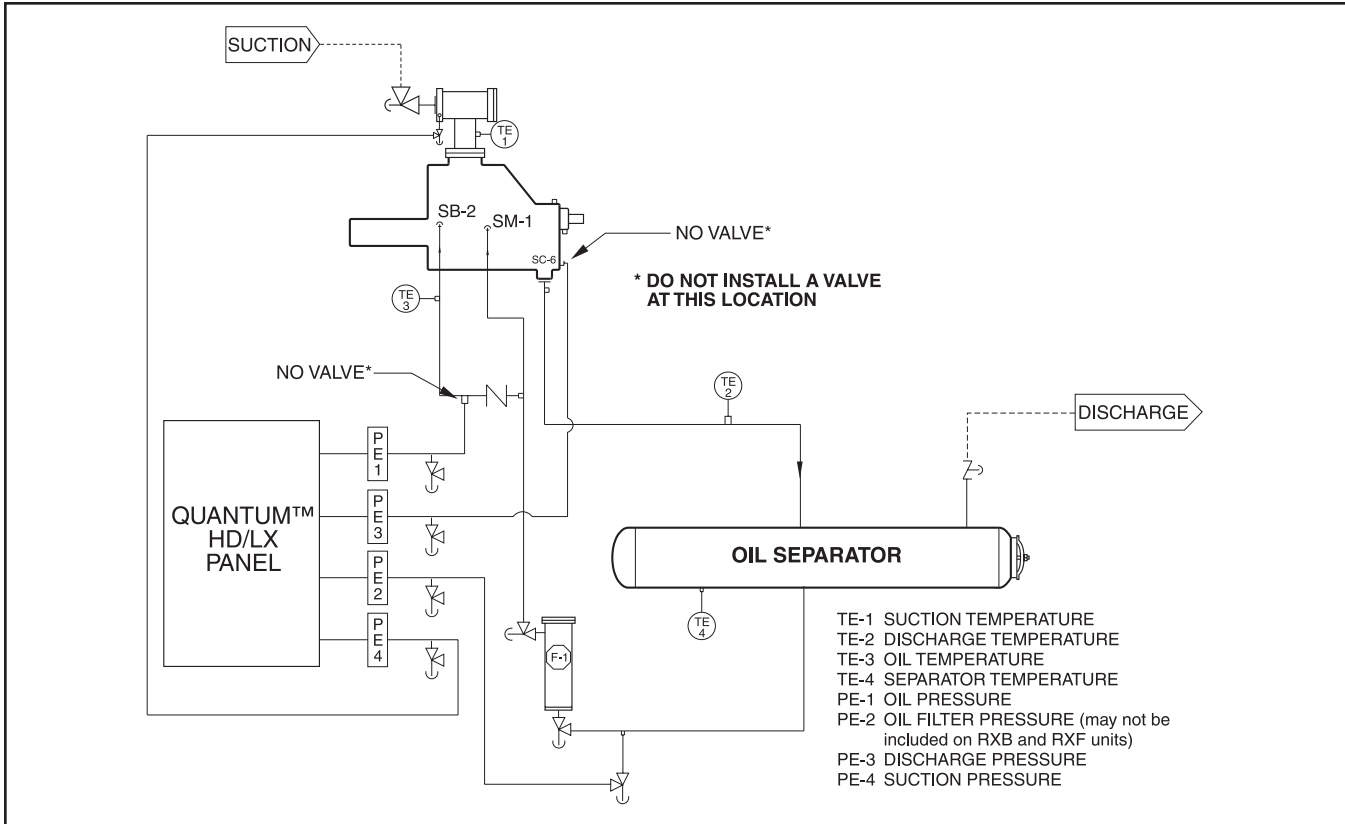 SUCTION
TE
1
SB-2
SM-1
NO VALVE*
SC-6
* DO NOT INSTALL A VALVE
AT THIS LOCATION
TE
3
NO VALVE*
TE
2
DISCHARGE
P
E
1
P
E
3
QUANTUM™
HD/LX
PANEL
P
E
2
P
E
4
OIL SEPARATOR
TE
4
F-1
TE-1 SUCTION TEMPERATURE
TE-2 DISCHARGE TEMPERATURE
TE-3 OIL TEMPERATURE
TE-4 SEPARATOR TEMPERATURE
PE-1 OIL PRESSURE
PE-2 OIL FILTER PRESSURE (may not be
included on RXB and RXF units)
PE-3 DISCHARGE PRESSURE
PE-4 SUCTION PRESSURE